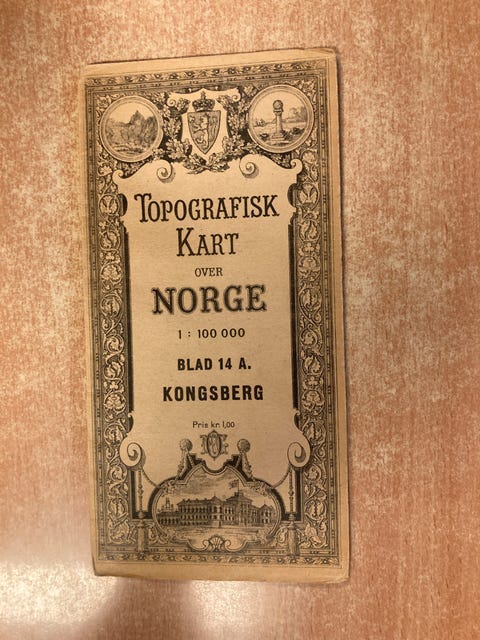 TOPOGRAFISK
KART
OVER
NORGE
1 : 100 000
BLAD 14 A.
KONGSBERG
Pris kr. 1,00